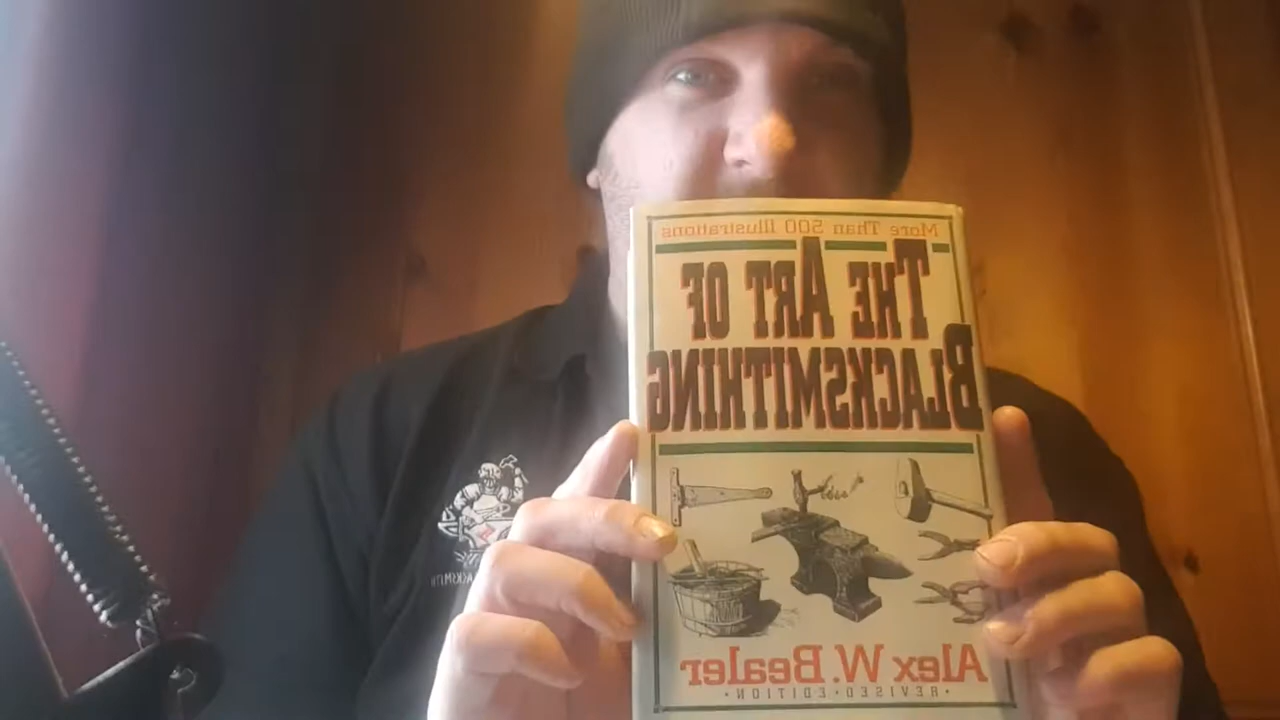 More Than 500 Illustrations
THE ART OF
BLACKSMITHING
Alex W. Bealer
• REVISED • EDITION •